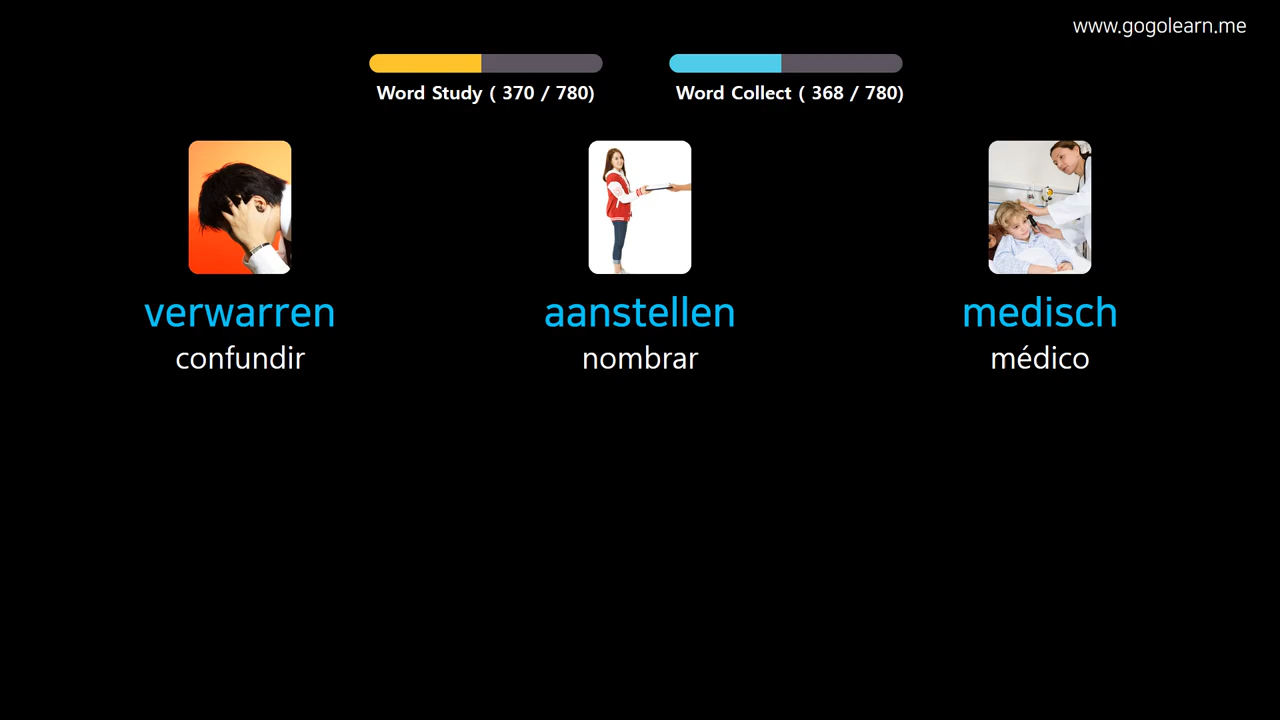 www.gogolearn.me
Word Study ( 370 / 780)
Word Collect ( 368 / 780)
verwarren
aanstellen
medisch
confundir
nombrar
médico